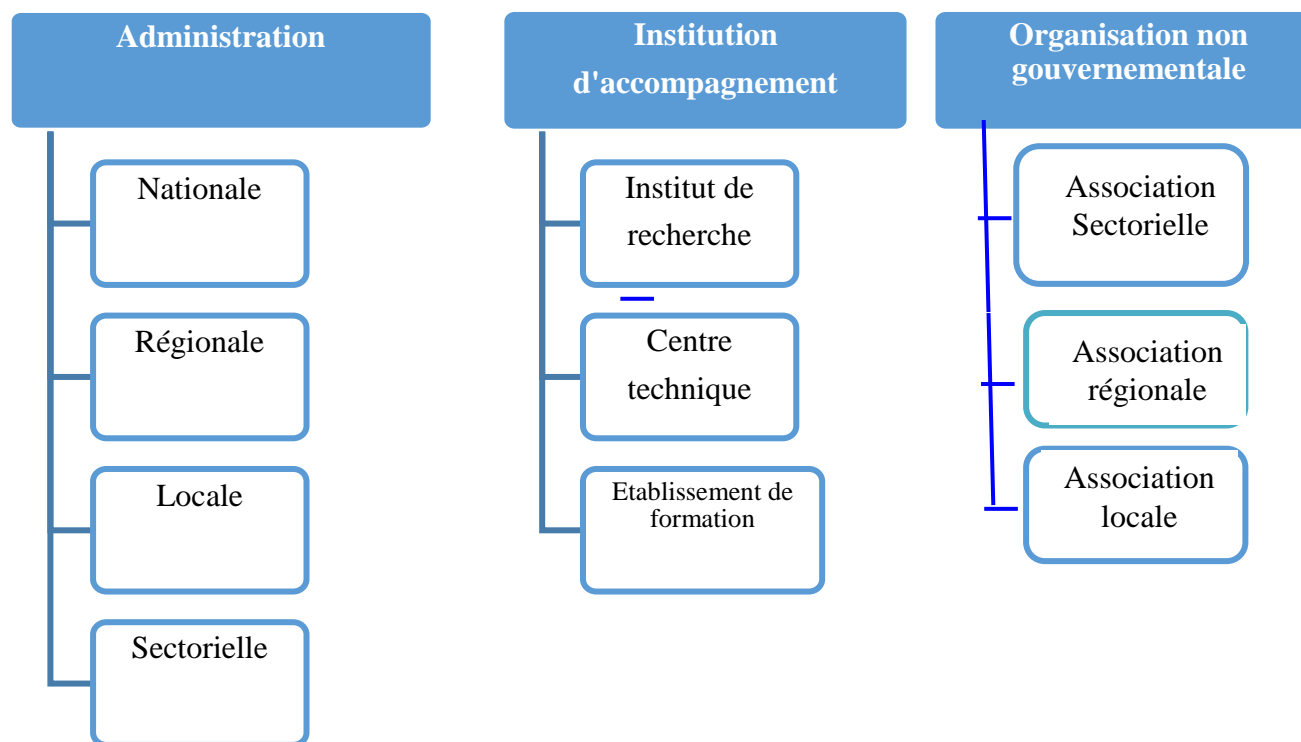 Administration
Nationale
Régionale
Locale
Sectorielle
Institution
d'accompagnement
Institut de
recherche
Centre
technique
Etablissement de
formation
Organisation non
gouvernementale
Association
Sectorielle
Association
régionale
Association
locale